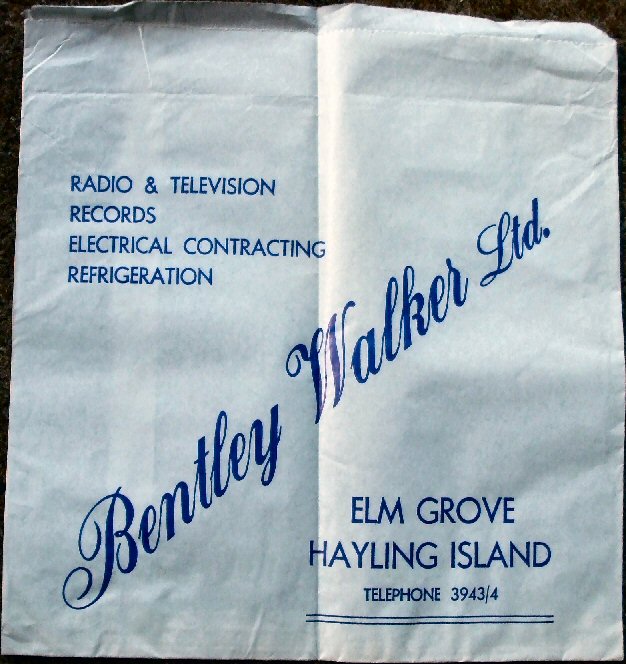 RADIO & TELEVISION
RECORDS
ELECTRICAL CONTRACTING
REFRIGERATION
Bentley Walker Ltd.
ELM GROVE
HAYLING ISLAND
TELEPHONE 3943/4